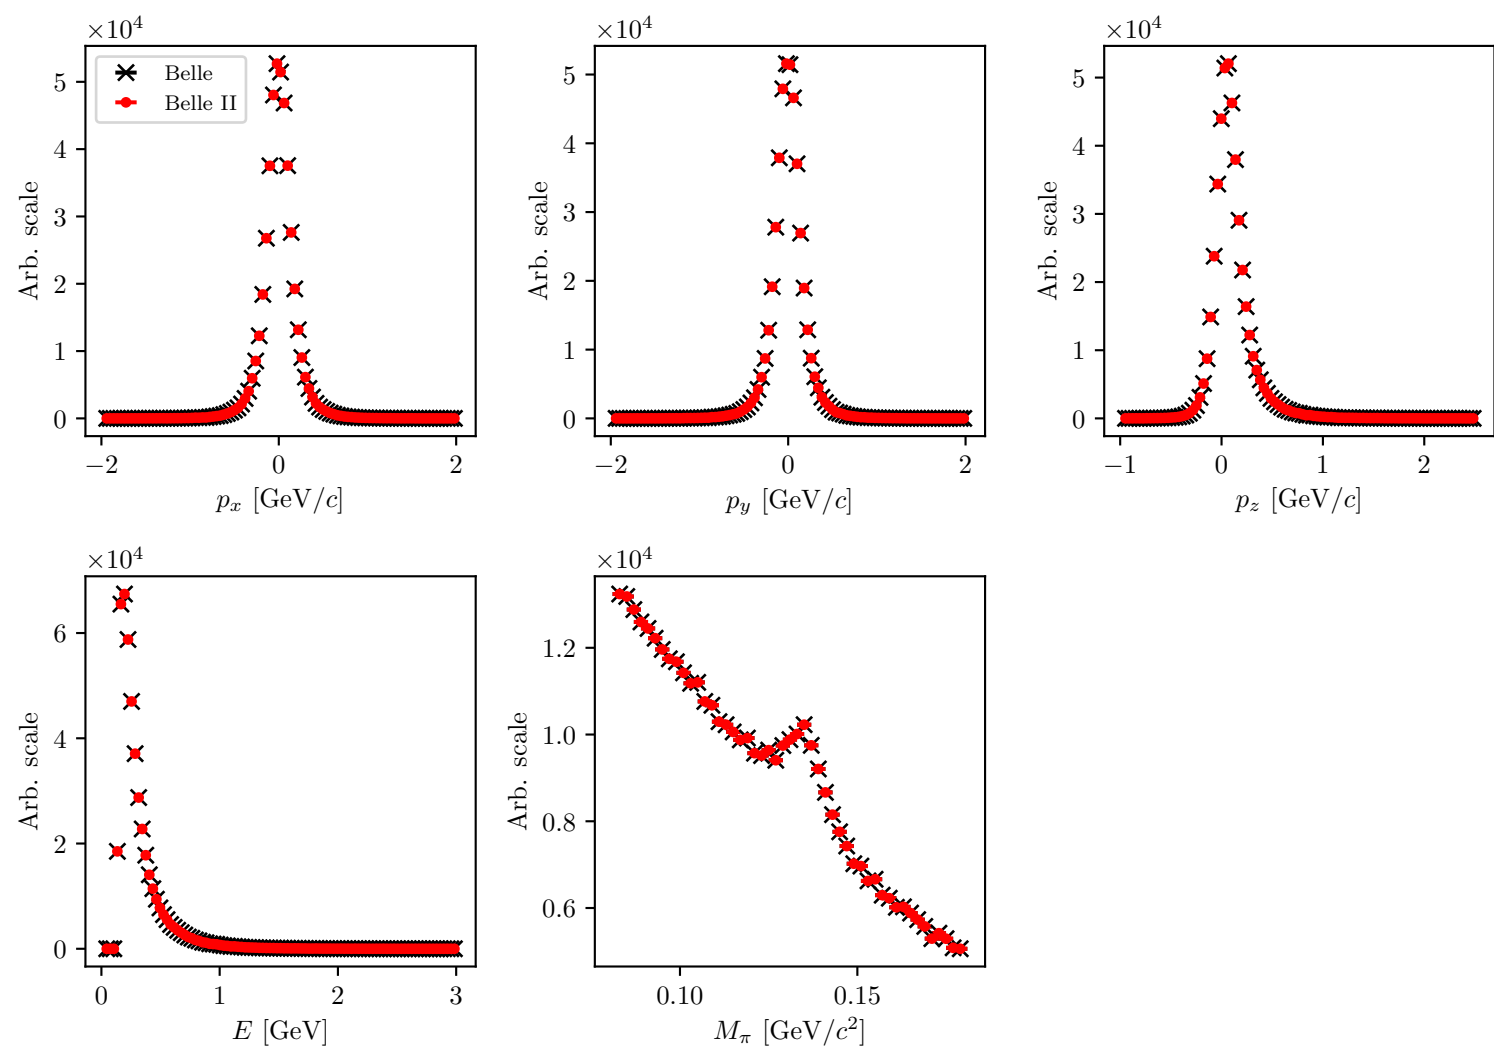 ×10⁴ ×10⁴ ×10⁴
Belle
Belle II
Arb. scale
5
4
3
2
1
0
−2 0 2
p_x [GeV/c]
Arb. scale
5
4
3
2
1
0
−2 0 2
p_y [GeV/c]
Arb. scale
5
4
3
2
1
0
−1 0 1 2
p_z [GeV/c]
×10⁴ ×10⁴
Arb. scale
6
4
2
0
0 1 2 3
E [GeV]
Arb. scale
1.2
1.0
0.8
0.6
0.10 0.15
M_π [GeV/c²]